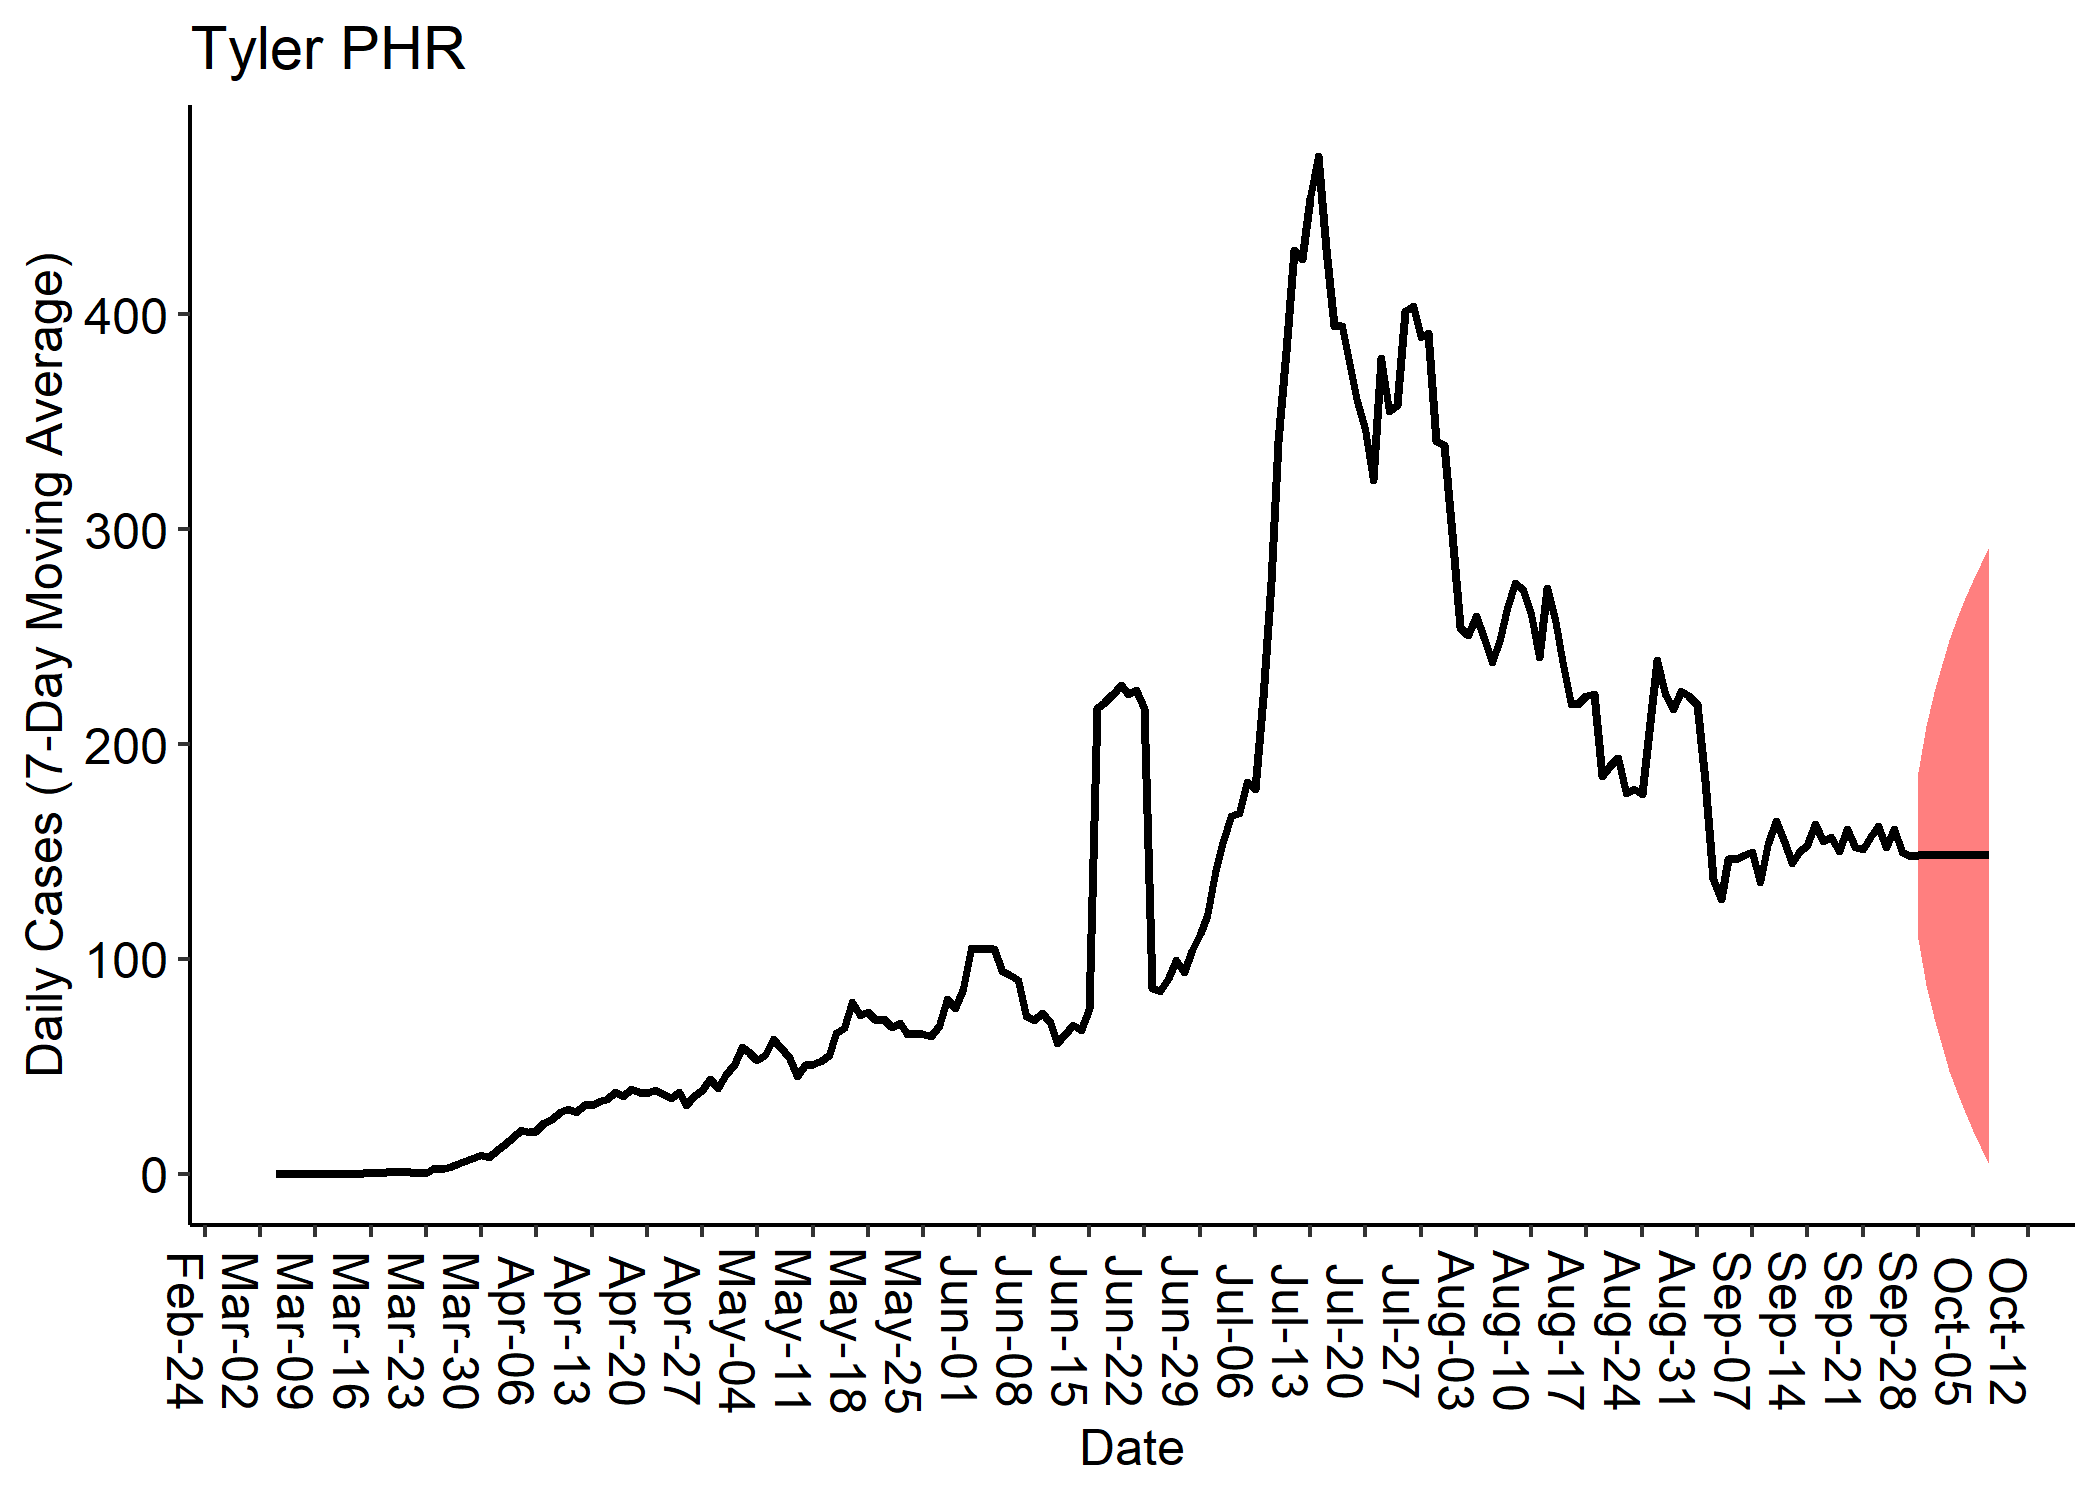 Tyler PHR
Daily Cases (7-Day Moving Average)
400
300
200
100
0
Feb-24
Mar-02
Mar-09
Mar-16
Mar-23
Mar-30
Apr-06
Apr-13
Apr-20
Apr-27
May-04
May-11
May-18
May-25
Jun-01
Jun-08
Jun-15
Jun-22
Jun-29
Jul-06
Jul-13
Jul-20
Jul-27
Aug-03
Aug-10
Aug-17
Aug-24
Aug-31
Sep-07
Sep-14
Sep-21
Sep-28
Oct-05
Oct-12
Date